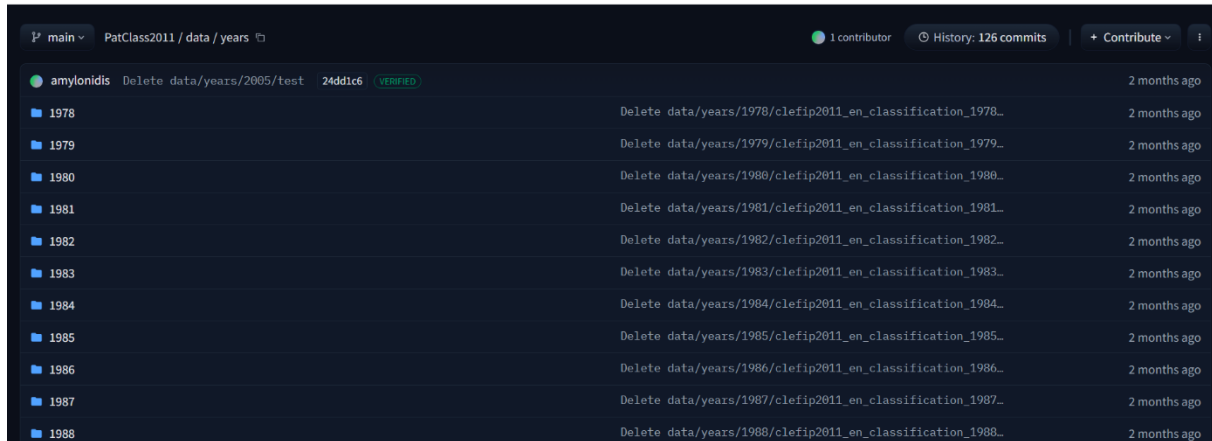 main PatClass2011 / data / years 1 contributor History: 126 commits + Contribute
amylonidis Delete data/years/2005/test 24dd1c6 VERIFIED 2 months ago
1978 Delete data/years/1978/clefip2011_en_classification_1978… 2 months ago
1979 Delete data/years/1979/clefip2011_en_classification_1979… 2 months ago
1980 Delete data/years/1980/clefip2011_en_classification_1980… 2 months ago
1981 Delete data/years/1981/clefip2011_en_classification_1981… 2 months ago
1982 Delete data/years/1982/clefip2011_en_classification_1982… 2 months ago
1983 Delete data/years/1983/clefip2011_en_classification_1983… 2 months ago
1984 Delete data/years/1984/clefip2011_en_classification_1984… 2 months ago
1985 Delete data/years/1985/clefip2011_en_classification_1985… 2 months ago
1986 Delete data/years/1986/clefip2011_en_classification_1986… 2 months ago
1987 Delete data/years/1987/clefip2011_en_classification_1987… 2 months ago
1988 Delete data/years/1988/clefip2011_en_classification_1988… 2 months ago